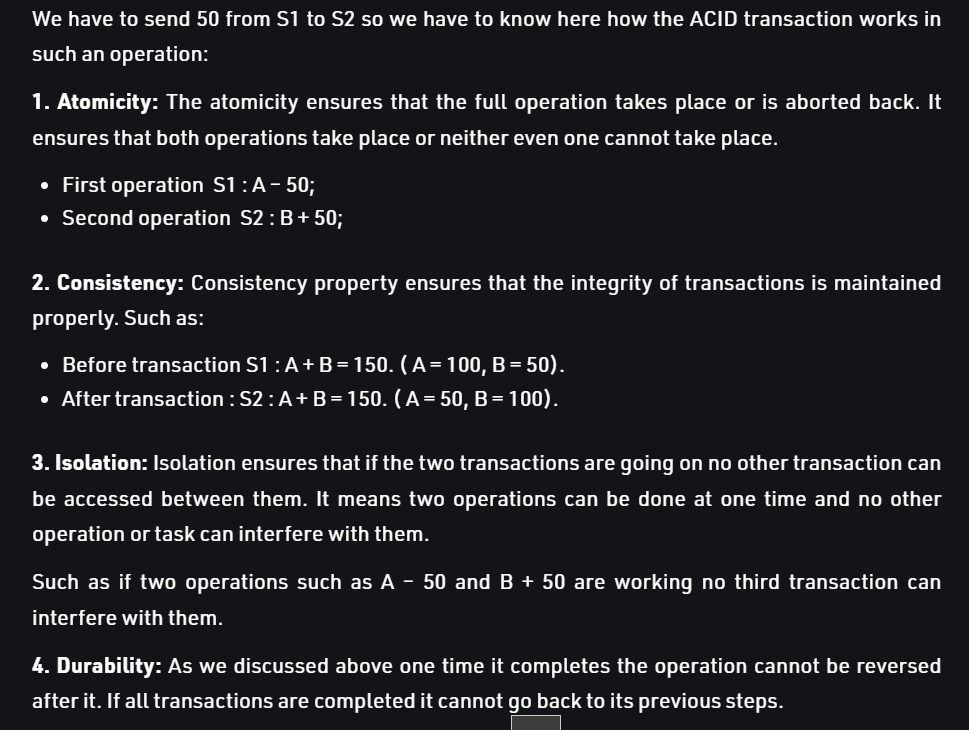 We have to send 50 from S1 to S2 so we have to know here how the ACID transaction works in
such an operation:
1. Atomicity: The atomicity ensures that the full operation takes place or is aborted back. It
ensures that both operations take place or neither even one cannot take place.
• First operation S1 : A – 50;
• Second operation S2 : B + 50;
2. Consistency: Consistency property ensures that the integrity of transactions is maintained
properly. Such as:
• Before transaction S1 : A + B = 150. ( A = 100, B = 50).
• After transaction : S2 : A + B = 150. ( A = 50, B = 100).
3. Isolation: Isolation ensures that if the two transactions are going on no other transaction can
be accessed between them. It means two operations can be done at one time and no other
operation or task can interfere with them.
Such as if two operations such as A – 50 and B + 50 are working no third transaction can
interfere with them.
4. Durability: As we discussed above one time it completes the operation cannot be reversed
after it. If all transactions are completed it cannot go back to its previous steps.